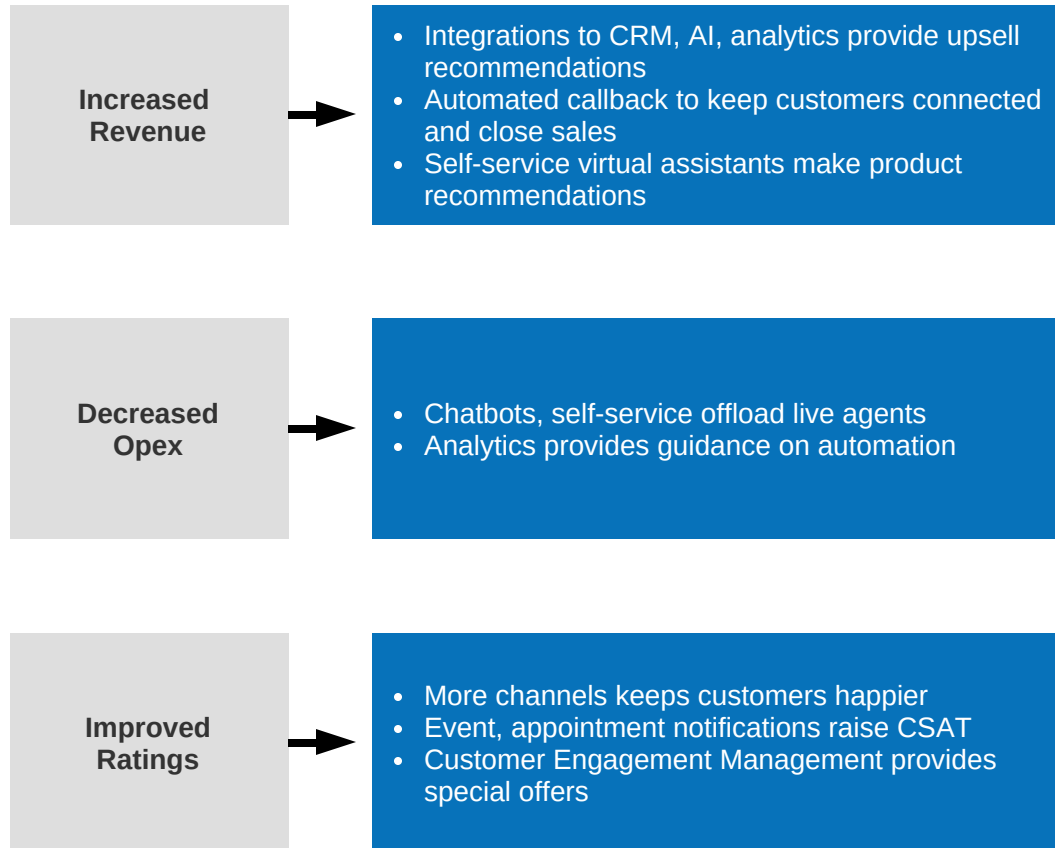 Increased
Revenue
• Integrations to CRM, AI, analytics provide upsell
recommendations
• Automated callback to keep customers connected
and close sales
• Self-service virtual assistants make product
recommendations
Decreased
Opex
• Chatbots, self-service offload live agents
• Analytics provides guidance on automation
Improved
Ratings
• More channels keeps customers happier
• Event, appointment notifications raise CSAT
• Customer Engagement Management provides
special offers